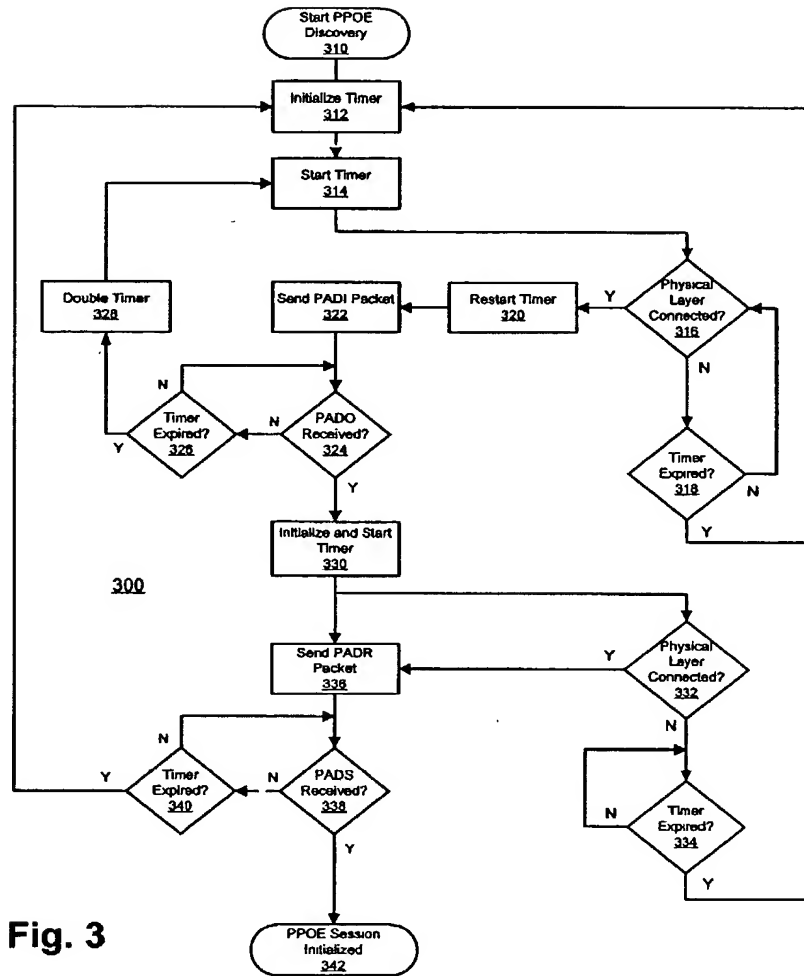 Start PPOE
Discovery
310
Initialize Timer
312
Start Timer
314
Double Timer
328
Send PADI Packet
322
Restart Timer
320
Y
Physical
Layer
Connected?
316
N
N
Timer
Expired?
326
Y
N
PADO
Received?
324
Y
Timer
Expired?
318
N
Y
Initialize and Start
Timer
330
300
Send PADR
Packet
336
Y
Physical
Layer
Connected?
332
N
N
Y
Timer
Expired?
340
N
PADS
Received?
338
Y
N
Timer
Expired?
334
Y
Fig. 3
PPOE Session
Initialized
342